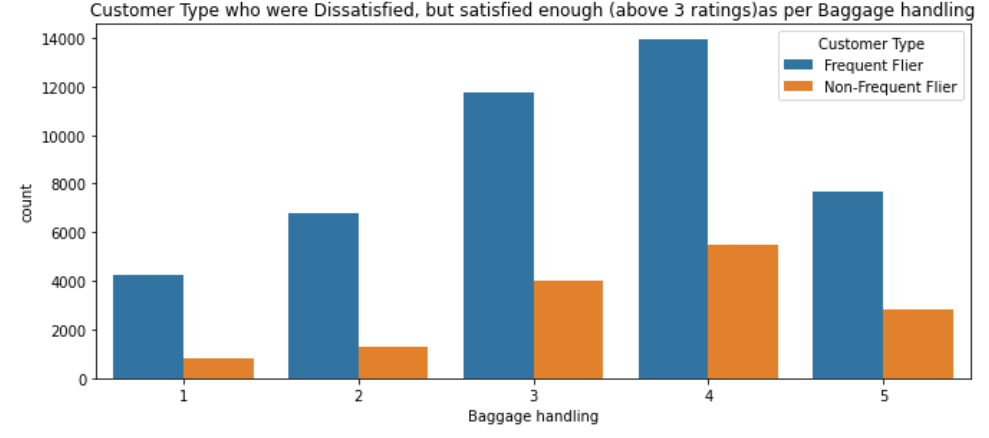 Customer Type who were Dissatisfied, but satisfied enough (above 3 ratings)as per Baggage handling
14000
12000
10000
8000
6000
4000
2000
0
count
Customer Type
Frequent Flier
Non-Frequent Flier
1 2 3 4 5
Baggage handling